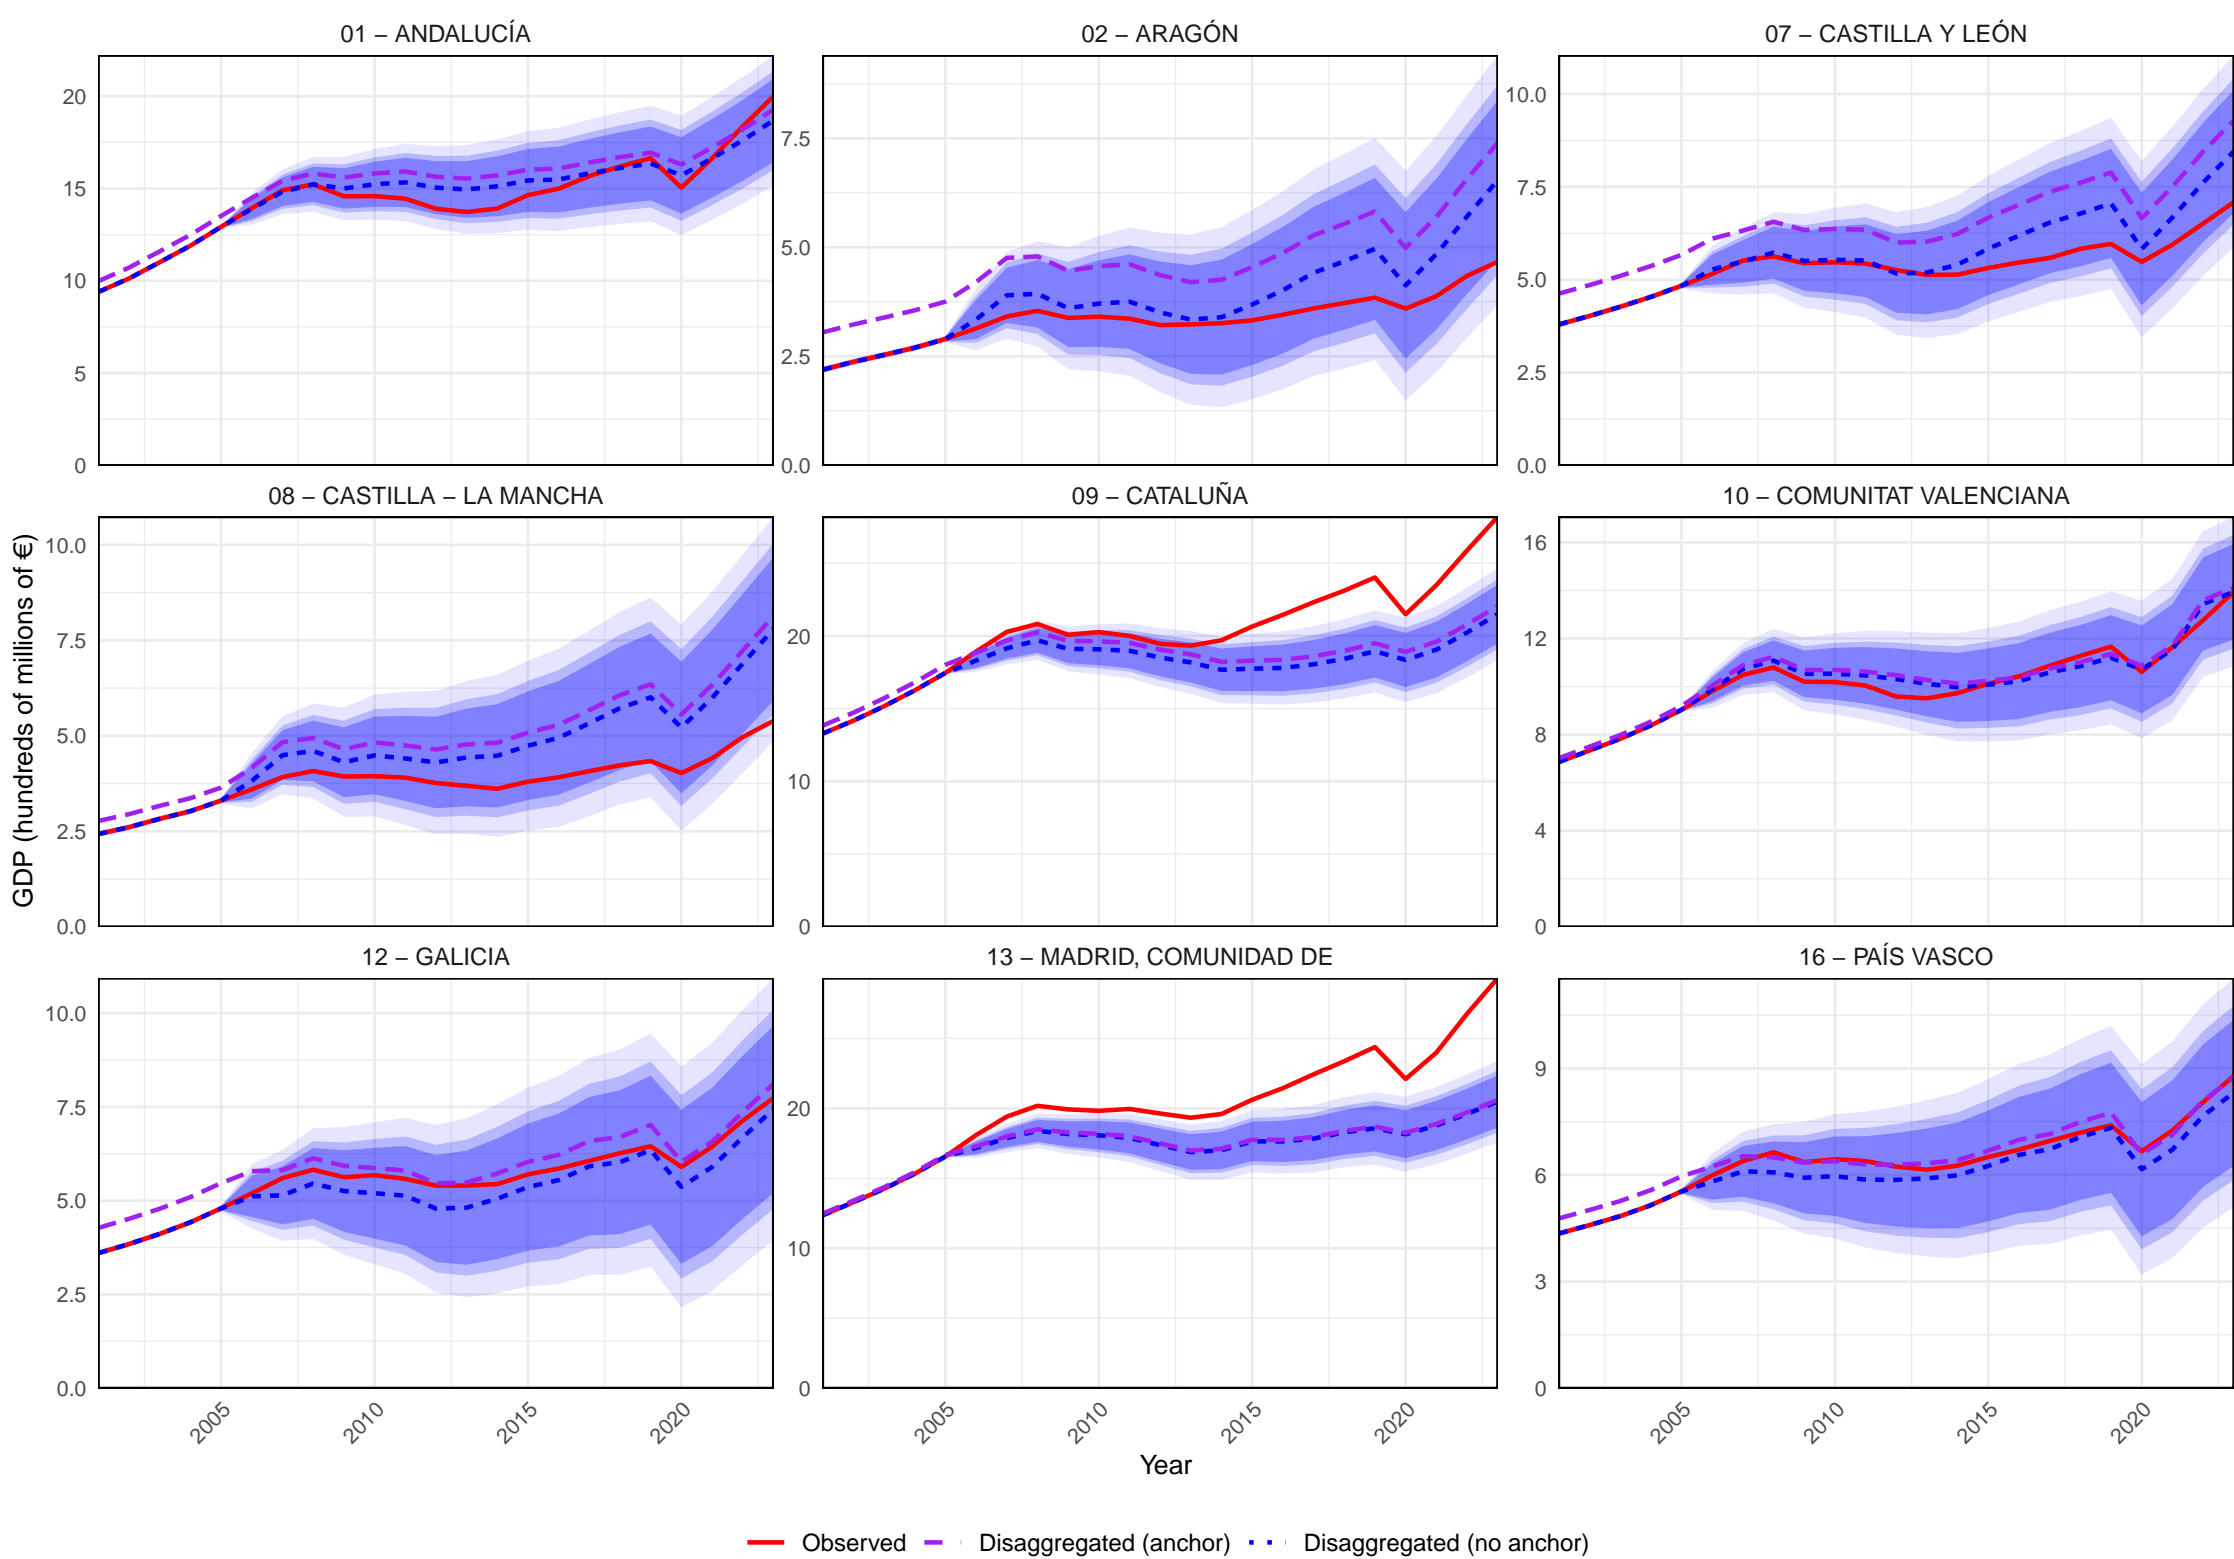 01 – ANDALUCÍA
02 – ARAGÓN
07 – CASTILLA Y LEÓN
20
15
10
5
0
7.5
5.0
2.5
0.0
10.0
7.5
5.0
2.5
0.0
08 – CASTILLA – LA MANCHA
09 – CATALUÑA
10 – COMUNITAT VALENCIANA
GDP (hundreds of millions of €)
10.0
7.5
5.0
2.5
0.0
20
10
0
16
12
8
4
0
12 – GALICIA
13 – MADRID, COMUNIDAD DE
16 – PAÍS VASCO
10.0
7.5
5.0
2.5
0.0
20
10
0
9
6
3
0
2005 2010 2015 2020
2005 2010 2015 2020
2005 2010 2015 2020
Year
Observed Disaggregated (anchor) Disaggregated (no anchor)